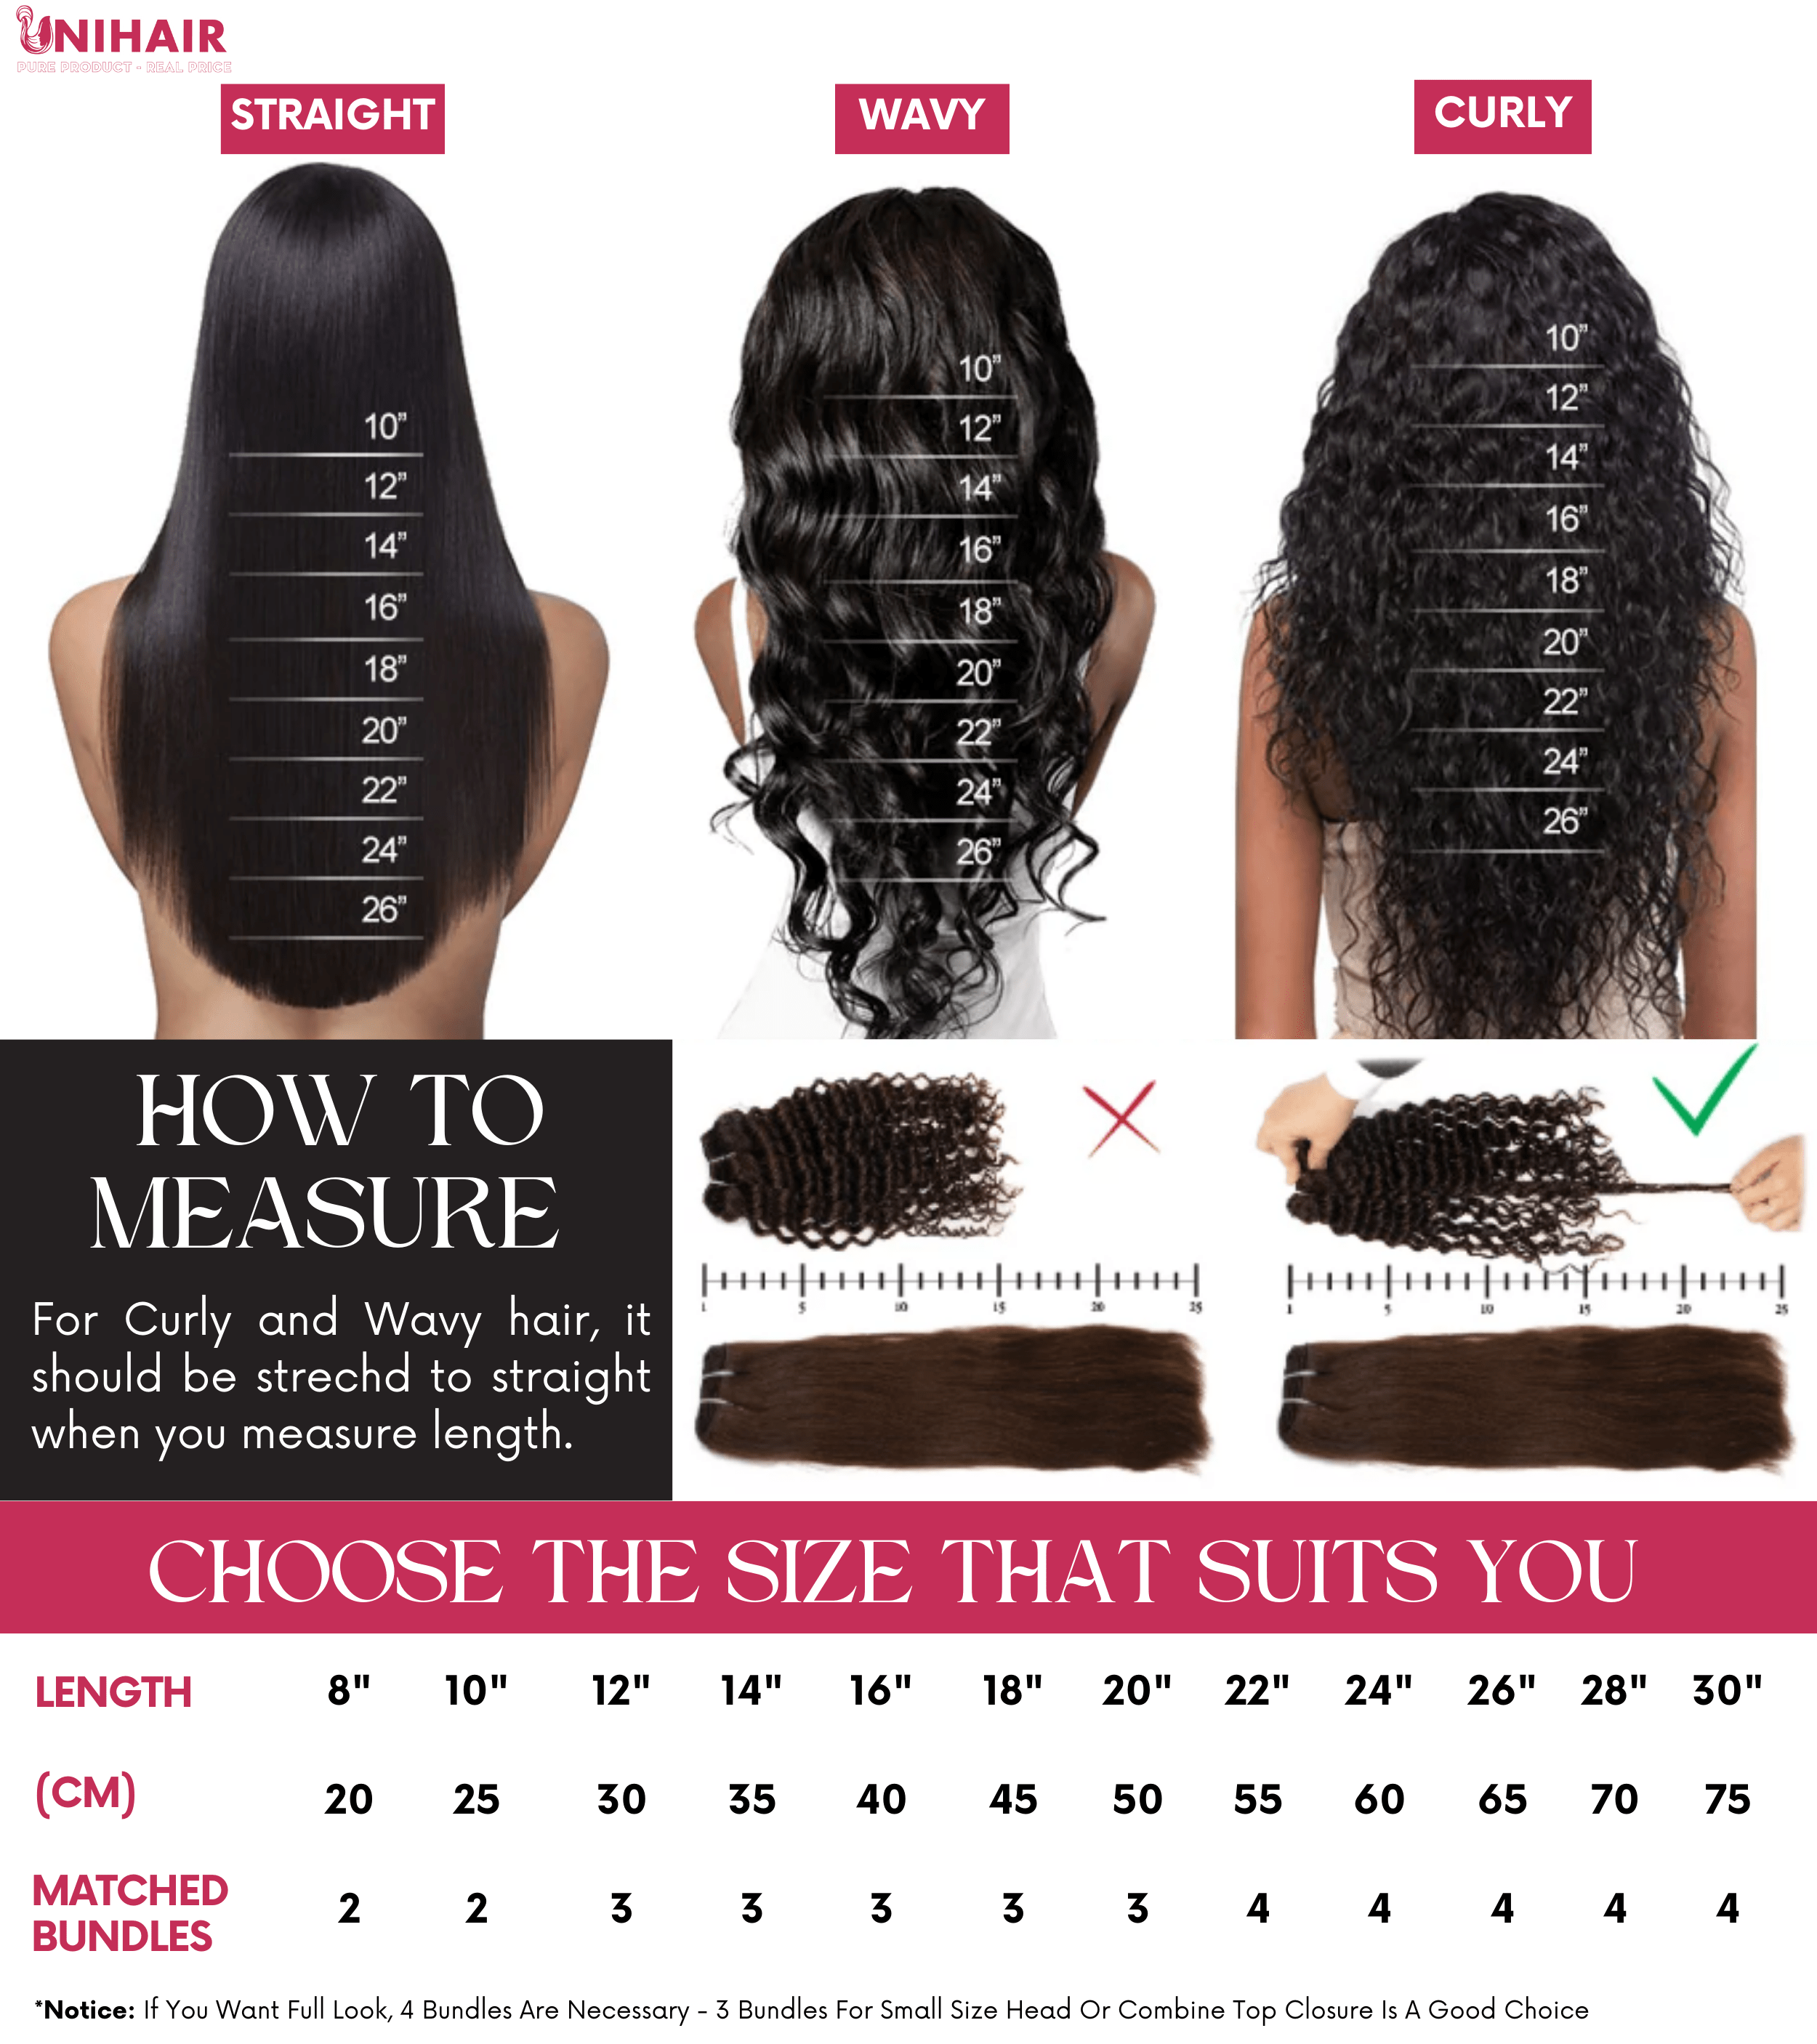 UNIHAIR
PURE PRODUCT - REAL PRICE
STRAIGHT
WAVY
CURLY
10”
12”
14”
16”
18”
20”
22”
24”
26”
10”
12”
14”
16”
18”
20”
22”
24”
26”
10”
12”
14”
16”
18”
20”
22”
24”
26”
HOW TO
MEASURE
For Curly and Wavy hair, it
should be strechd to straight
when you measure length.
1 5 10 15 20 25
1 5 10 15 20 25
CHOOSE THE SIZE THAT SUITS YOU
LENGTH 8" 10" 12" 14" 16" 18" 20" 22" 24" 26" 28" 30"
(CM) 20 25 30 35 40 45 50 55 60 65 70 75
MATCHED
BUNDLES 2 2 3 3 3 3 3 4 4 4 4 4
*Notice: If You Want Full Look, 4 Bundles Are Necessary - 3 Bundles For Small Size Head Or Combine Top Closure Is A Good Choice